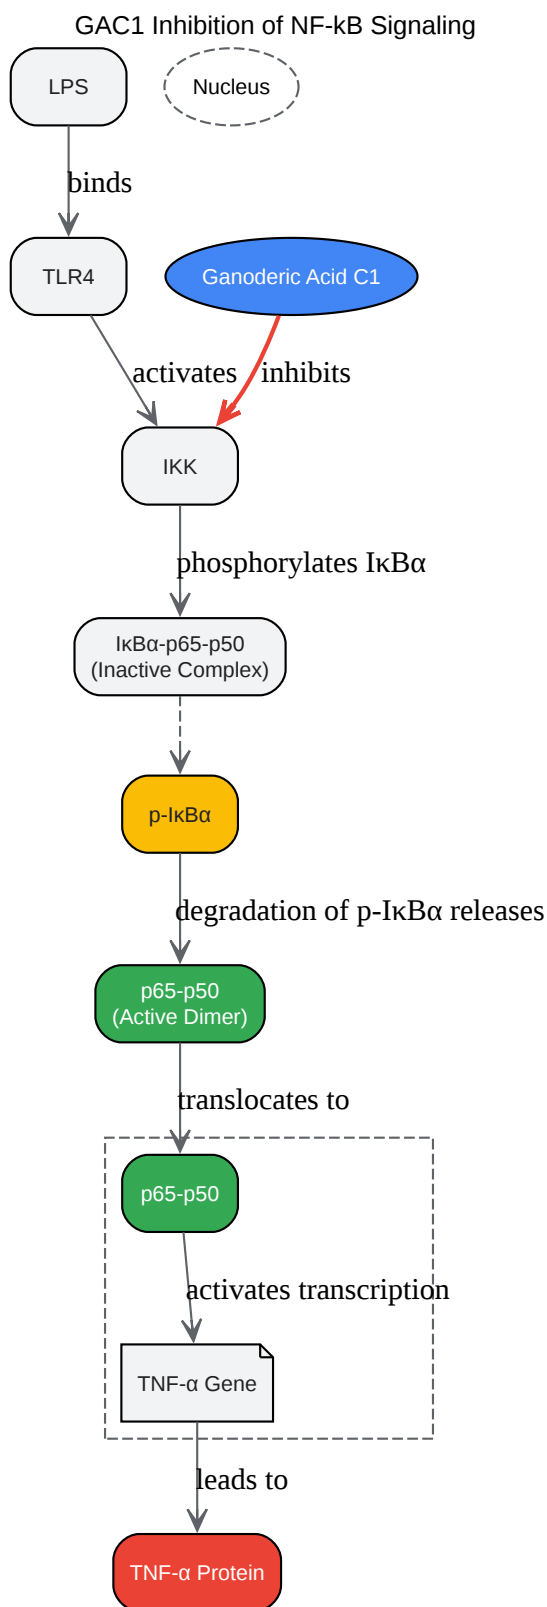 GAC1 Inhibition of NF-kB Signaling
LPS
Nucleus
binds
TLR4
Ganoderic Acid C1
activates
inhibits
IKK
phosphorylates IκBα
IκBα-p65-p50
(Inactive Complex)
p-IκBα
degradation of p-IκBα releases
p65-p50
(Active Dimer)
translocates to
p65-p50
activates transcription
TNF-α Gene
leads to
TNF-α Protein